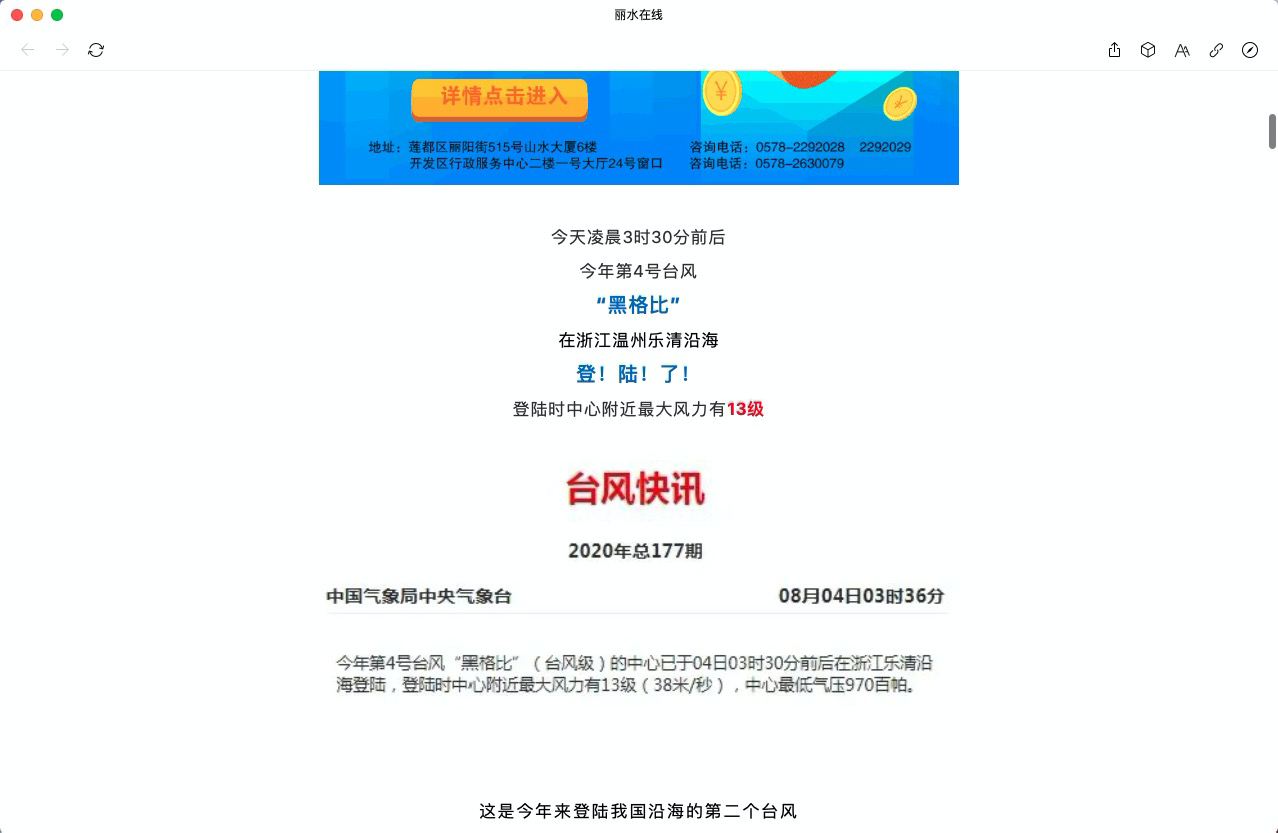 丽水在线
详情点击进入
地址：莲都区丽阳街515号山水大厦6楼
开发区行政服务中心二楼一号大厅24号窗口
咨询电话：0578-2292028 2292029
咨询电话：0578-2630079
今天凌晨3时30分前后
今年第4号台风
“黑格比”
在浙江温州乐清沿海
登！陆！了！
登陆时中心附近最大风力有13级
台风快讯
2020年总177期
中国气象局中央气象台 08月04日03时36分
今年第4号台风“黑格比”（台风级）的中心已于04日03时30分前后在浙江乐清沿
海登陆，登陆时中心附近最大风力有13级（38米/秒），中心最低气压970百帕。
这是今年来登陆我国沿海的第二个台风